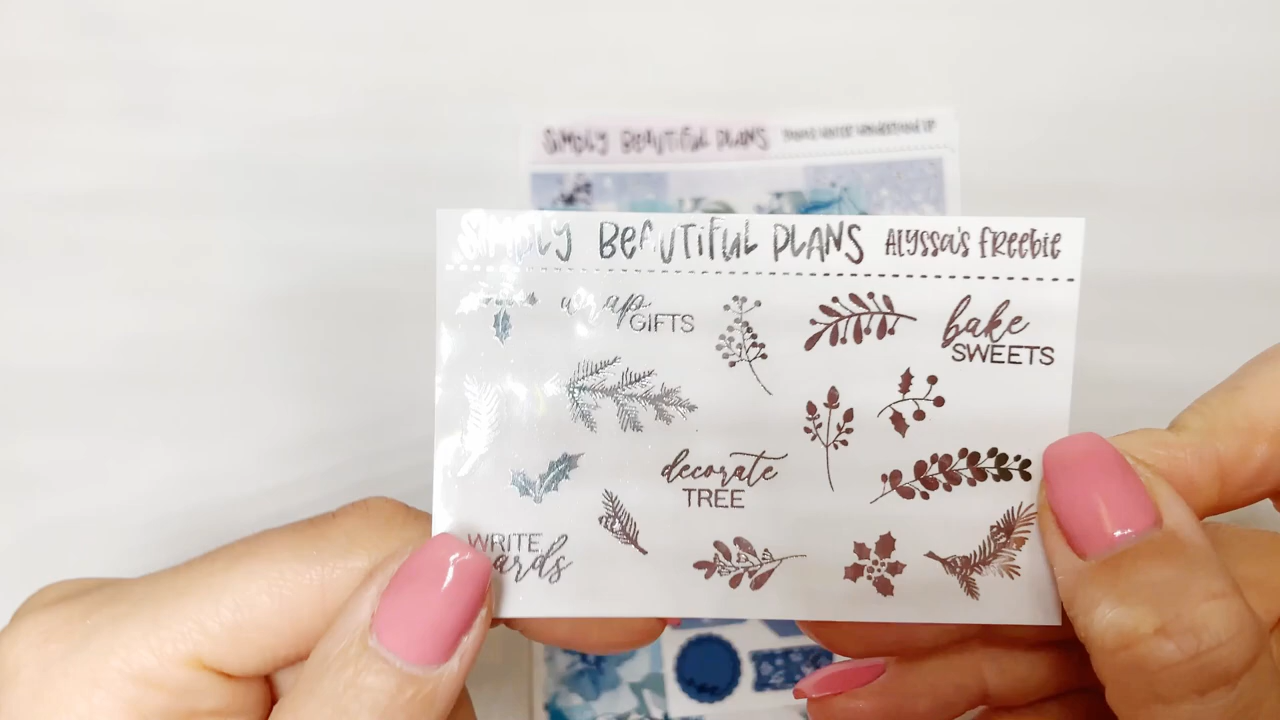 SIMPLY BEAUTIFUL PLANS
SIMPLY BEAUTIFUL PLANS ALYSSA'S FREEBIE
wrap
GIFTS
bake
SWEETS
decorate
TREE
WRITE
cards